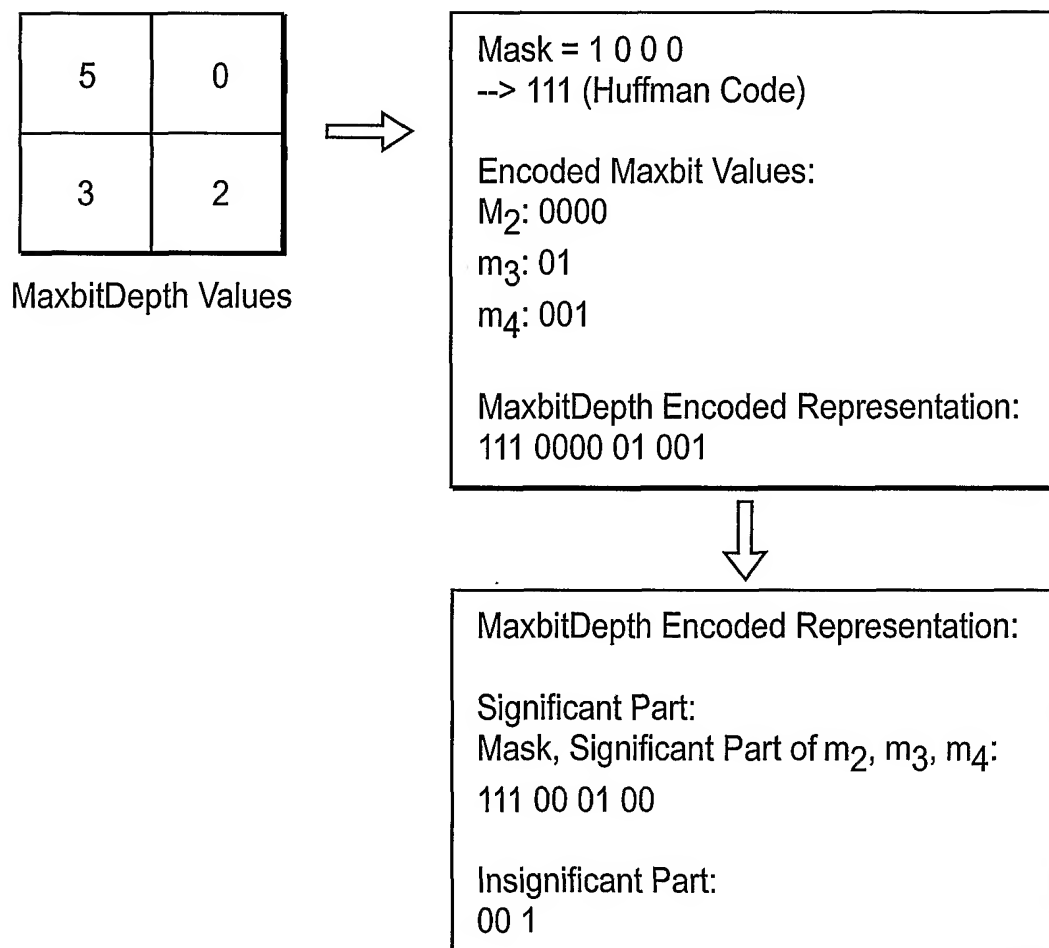 5 0
3 2
MaxbitDepth Values
Mask = 1 0 0 0
--> 111 (Huffman Code)
Encoded Maxbit Values:
M2: 0000
m3: 01
m4: 001
MaxbitDepth Encoded Representation:
111 0000 01 001
MaxbitDepth Encoded Representation:
Significant Part:
Mask, Significant Part of m2, m3, m4:
111 00 01 00
Insignificant Part:
00 1